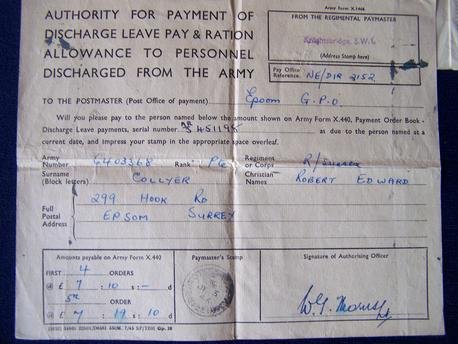 Army Form X.1466
AUTHORITY FOR PAYMENT OF
DISCHARGE LEAVE PAY & RATION
ALLOWANCE TO PERSONNEL
DISCHARGED FROM THE ARMY
FROM THE REGIMENTAL PAYMASTER
Knightsbridge, S.W.1.
(Address Stamp here)
Pay Office Reference. NE/DIR 2152
TO THE POSTMASTER (Post Office of payment) Epsom G.P.O.
Will you please pay to the person named below the amount shown on Army Form X.440, Payment Order Book -
Discharge Leave payments, serial number 451195 as due to the person named at a
current date, and impress your stamp in the appropriate space overleaf.
Army Number 6403368 Rank Pte Regiment or Corps R/Sussex
Surname (Block letters) COLLYER Christian Names ROBERT EDWARD
Full Postal Address 299 HOOK RD
EPSOM SURREY
Amounts payable on Army Form X.440
Paymaster's Stamp
Signature of Authorising Officer
FIRST 4 ORDERS
@ £ 7 : 10 s. — d
5th ORDER
@ £ 7 19 s 10 d